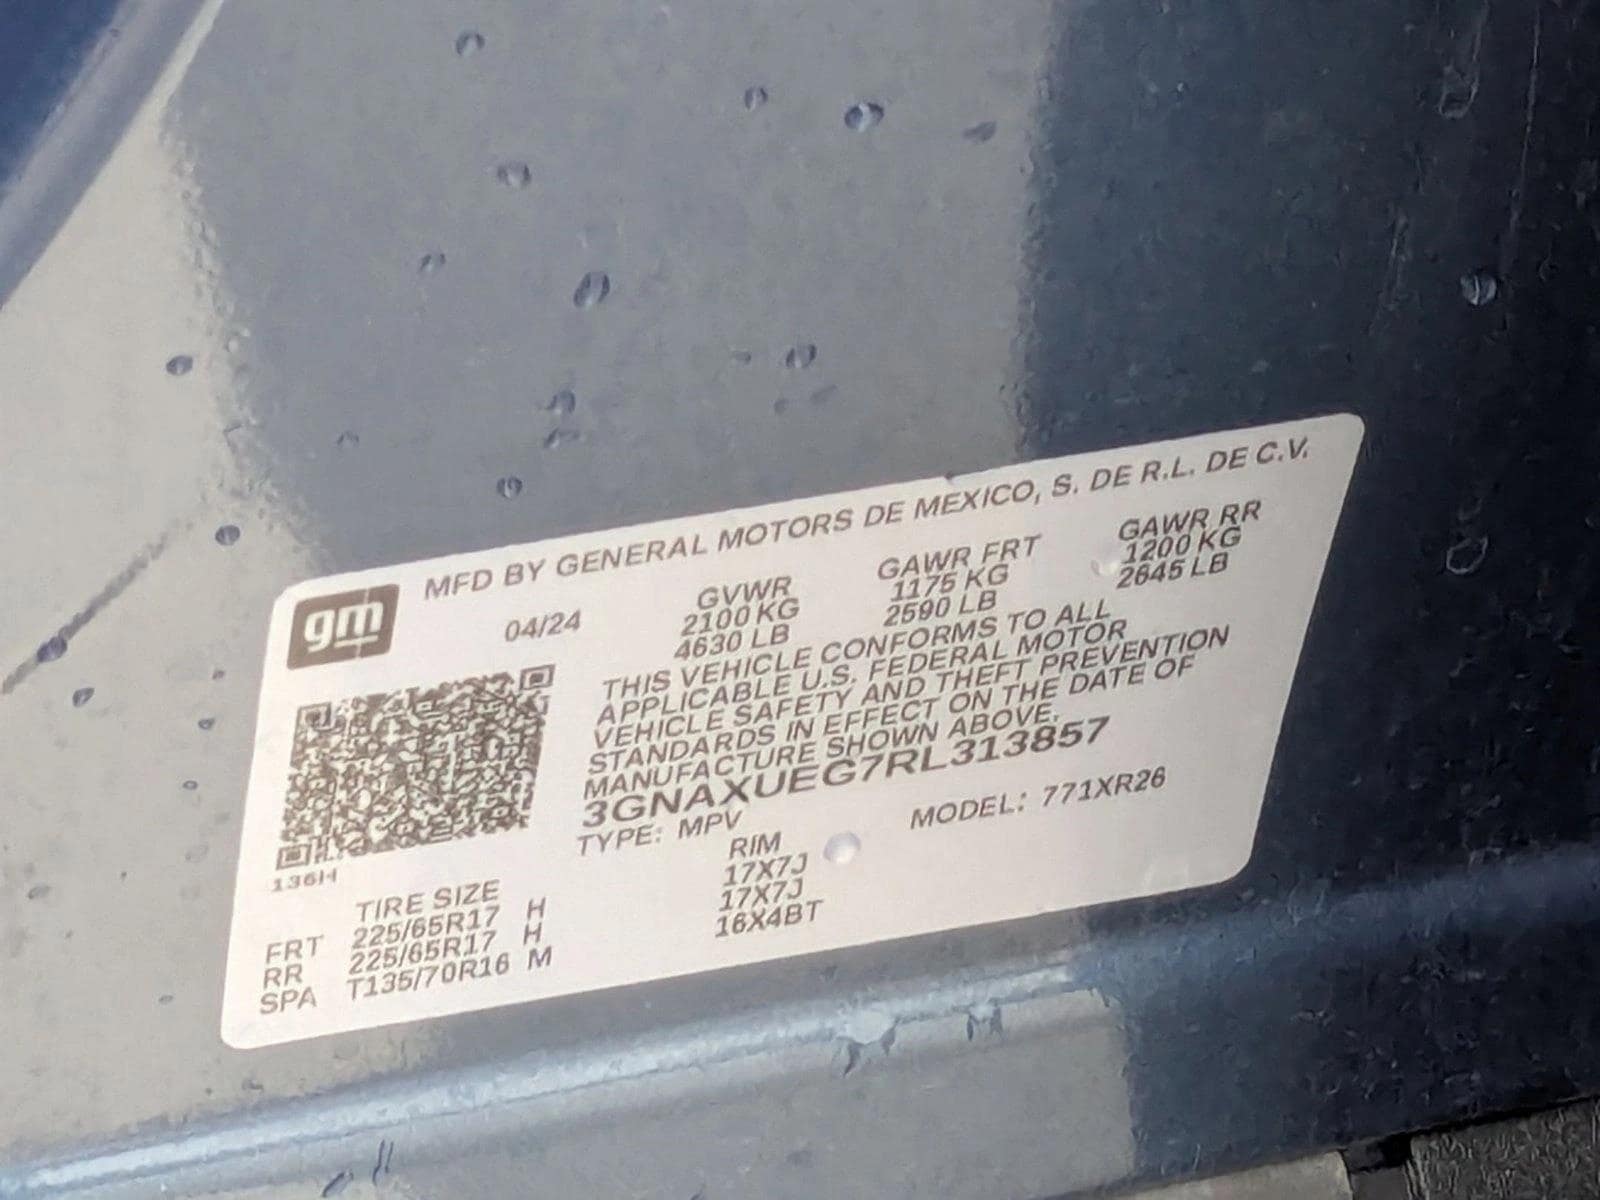 gm
MFD BY GENERAL MOTORS DE MEXICO, S. DE R.L. DE C.V.
04/24
GVWR
2100 KG
4630 LB
GAWR FRT
1175 KG
2590 LB
GAWR RR
1200 KG
2645 LB
THIS VEHICLE CONFORMS TO ALL
APPLICABLE U.S. FEDERAL MOTOR
VEHICLE SAFETY AND THEFT PREVENTION
STANDARDS IN EFFECT ON THE DATE OF
MANUFACTURE SHOWN ABOVE.
3GNAXUEG7RL313857
TYPE: MPV
MODEL: 771XR26
136H
TIRE SIZE
RIM
FRT 225/65R17 H 17X7J
RR 225/65R17 H 17X7J
SPA T135/70R16 M 16X4BT